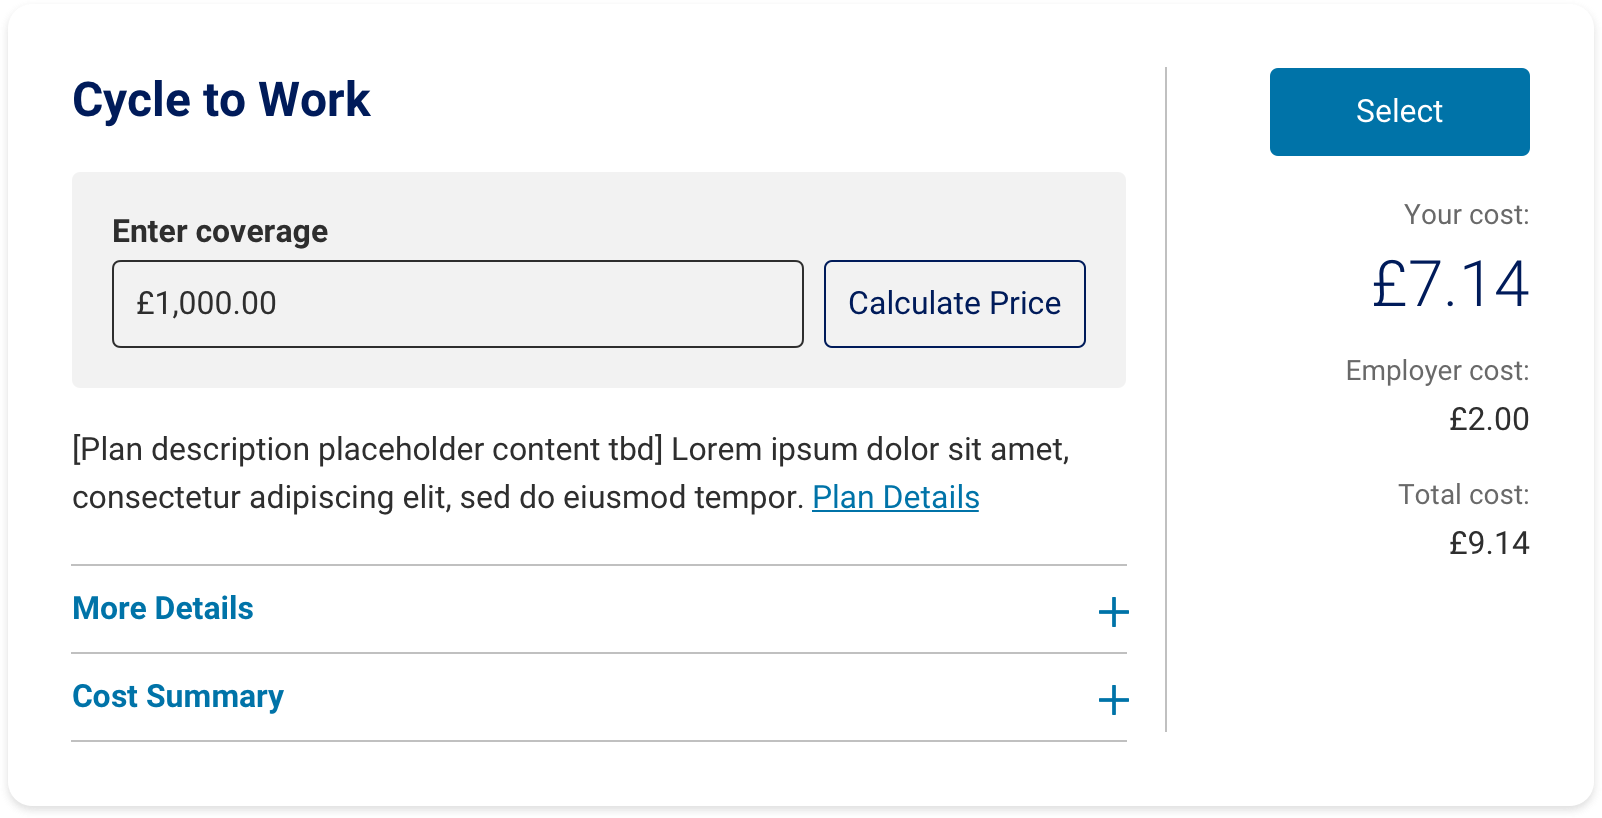 Cycle to Work
Enter coverage
£1,000.00
Calculate Price
[Plan description placeholder content tbd] Lorem ipsum dolor sit amet,
consectetur adipiscing elit, sed do eiusmod tempor. Plan Details
More Details
Cost Summary
Select
Your cost:
£7.14
Employer cost:
£2.00
Total cost:
£9.14